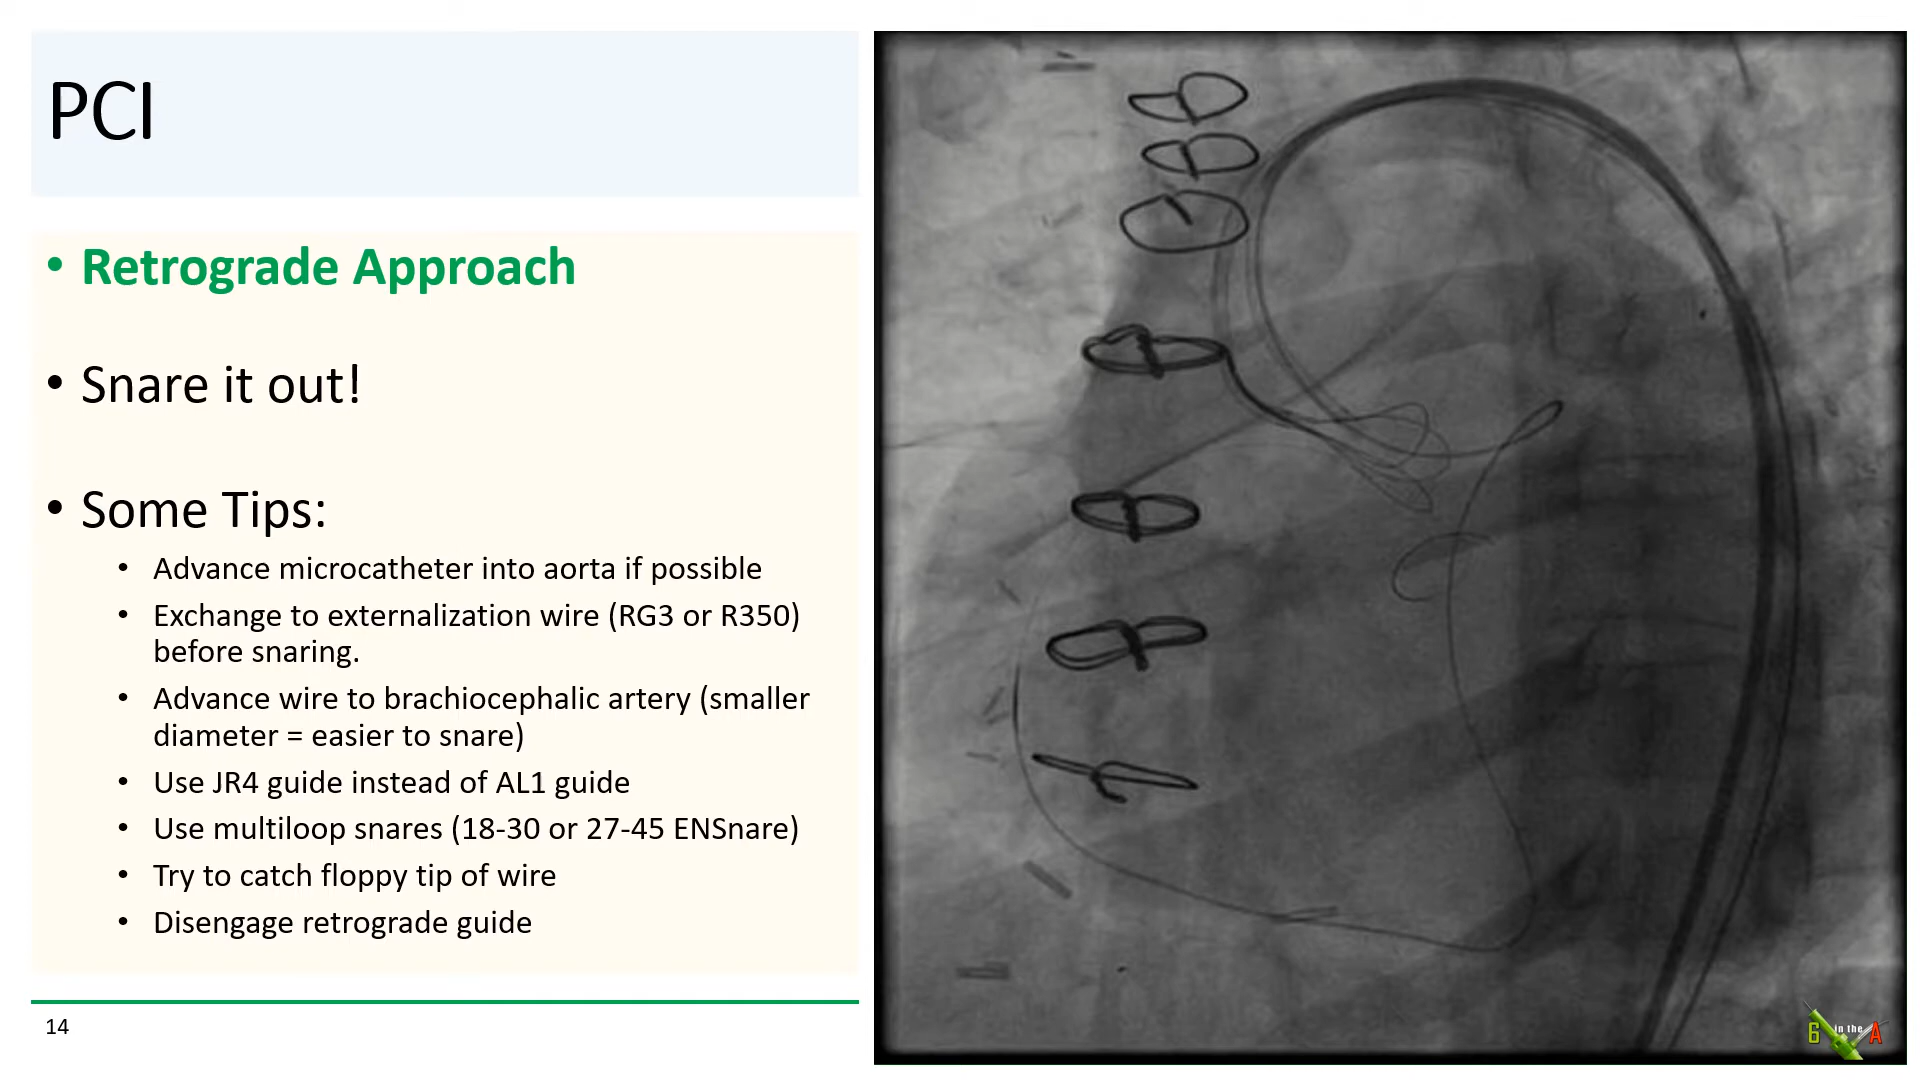 PCI
• Retrograde Approach
• Snare it out!
• Some Tips:
• Advance microcatheter into aorta if possible
• Exchange to externalization wire (RG3 or R350)
before snaring.
• Advance wire to brachiocephalic artery (smaller
diameter = easier to snare)
• Use JR4 guide instead of AL1 guide
• Use multiloop snares (18-30 or 27-45 ENSnare)
• Try to catch floppy tip of wire
• Disengage retrograde guide
14
6 in the A